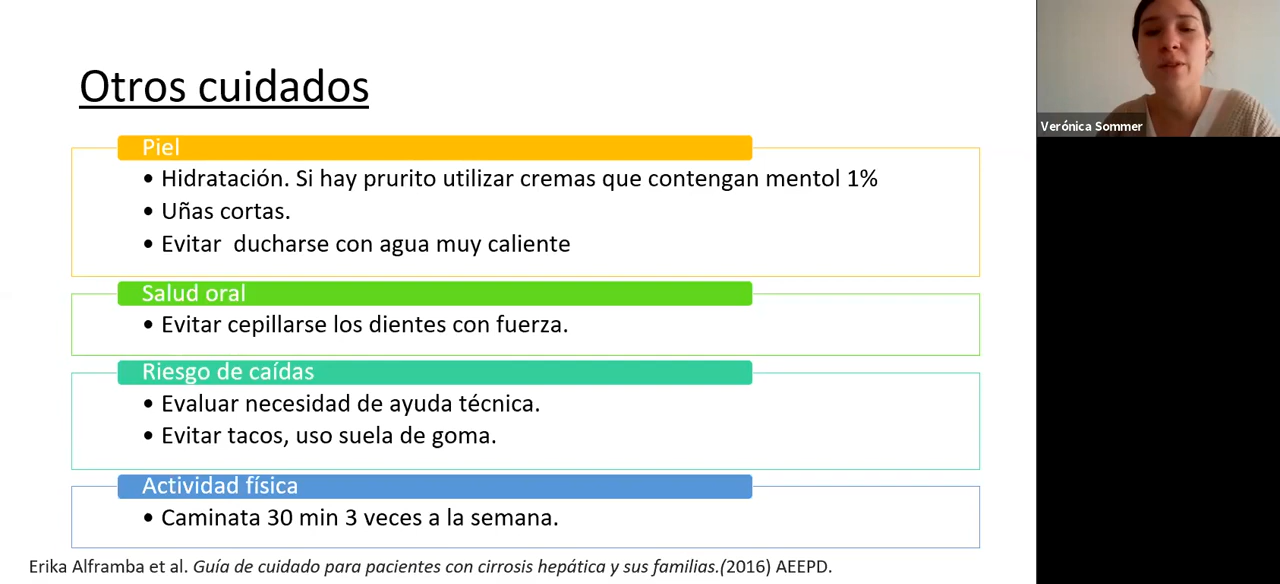 Otros cuidados
Piel
• Hidratación. Si hay prurito utilizar cremas que contengan mentol 1%
• Uñas cortas.
• Evitar  ducharse con agua muy caliente
Salud oral
• Evitar cepillarse los dientes con fuerza.
Riesgo de caídas
• Evaluar necesidad de ayuda técnica.
• Evitar tacos, uso suela de goma.
Actividad física
• Caminata 30 min 3 veces a la semana.
Erika Alframba et al. Guía de cuidado para pacientes con cirrosis hepática y sus familias.(2016) AEEPD.
Verónica Sommer